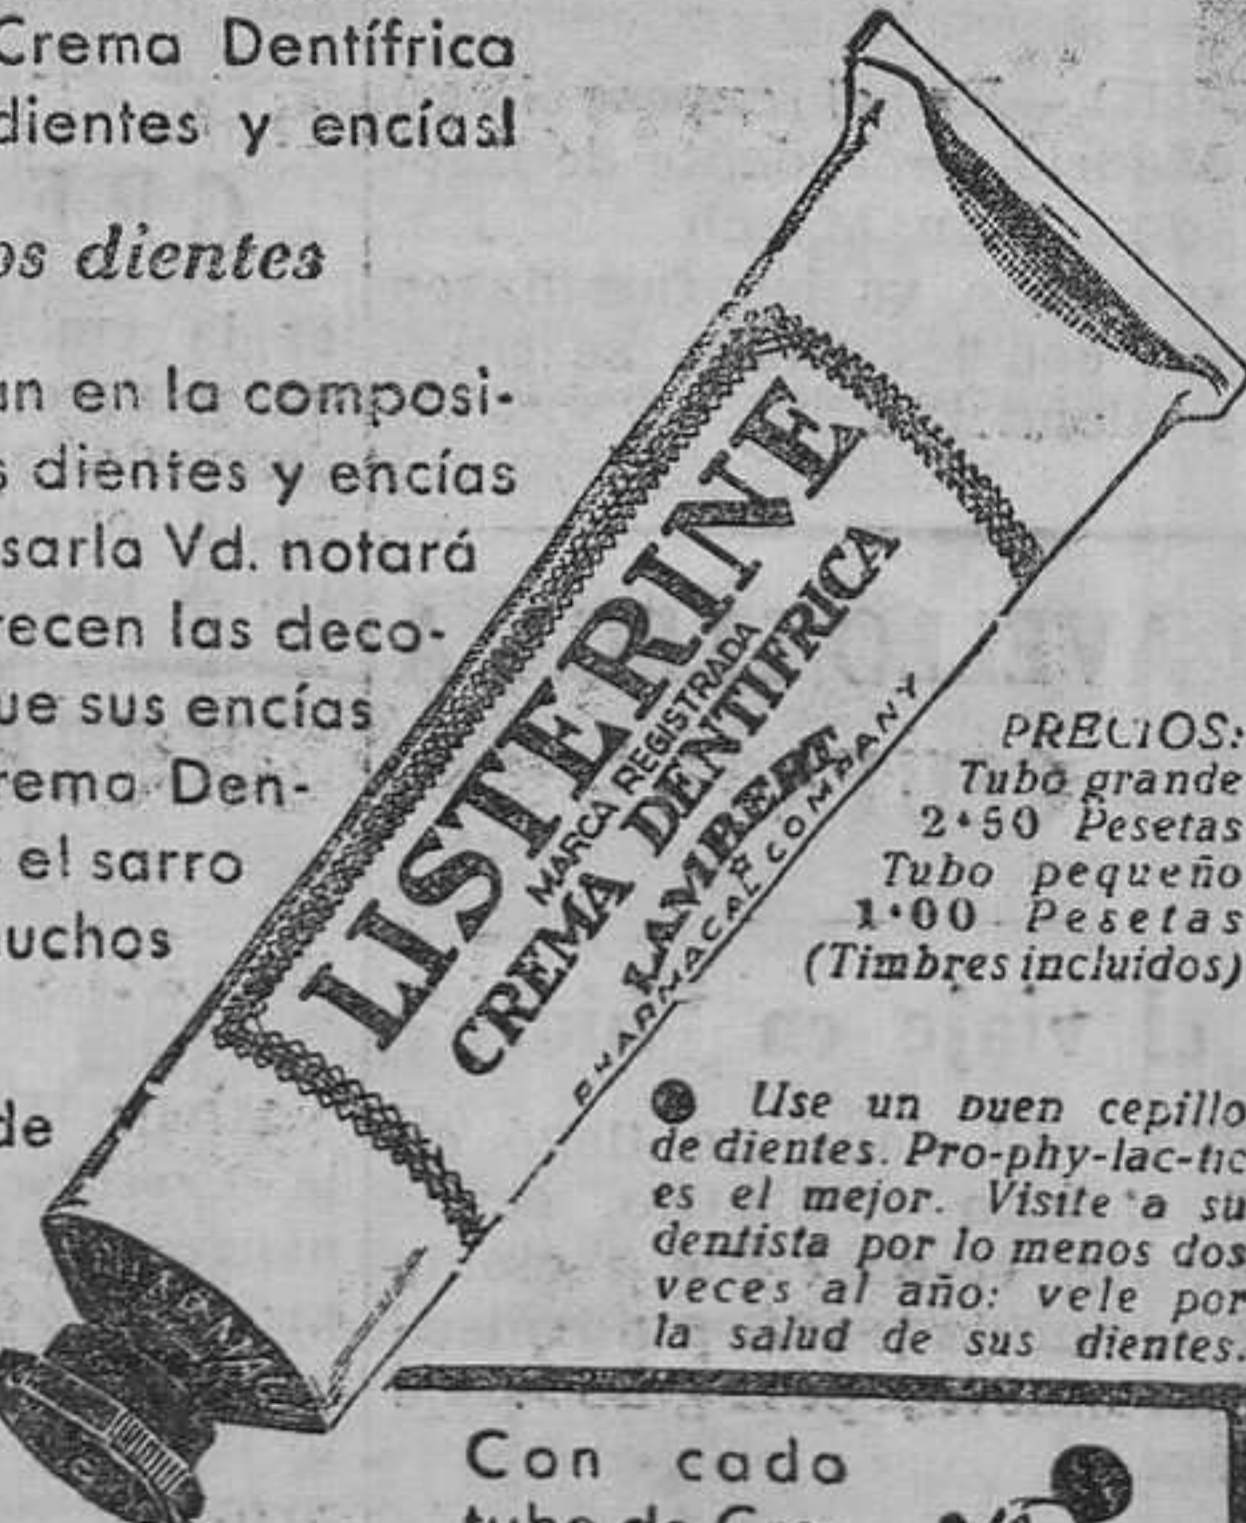 Crema Dentífrica
dientes y encías!
os dientes
an en la composi-
s dientes y encías
sarla Vd. notará
recen las deco-
ue sus encías
rema Den-
el sarro
uchos
de
LISTERINE
MARCA REGISTRADA
CREMA DENTIFRICA
LAMBERT
PHARMACAL COMPANY
PRECIOS:
Tubo grande
2'50 Pesetas
Tubo pequeño
1'00 Pesetas
(Timbres incluidos)
Use un buen cepillo
de dientes. Pro-phy-lac-tic
es el mejor. Visite a su
dentista por lo menos dos
veces al año: vele por
la salud de sus dientes.
Con cada
tubo de Cre-